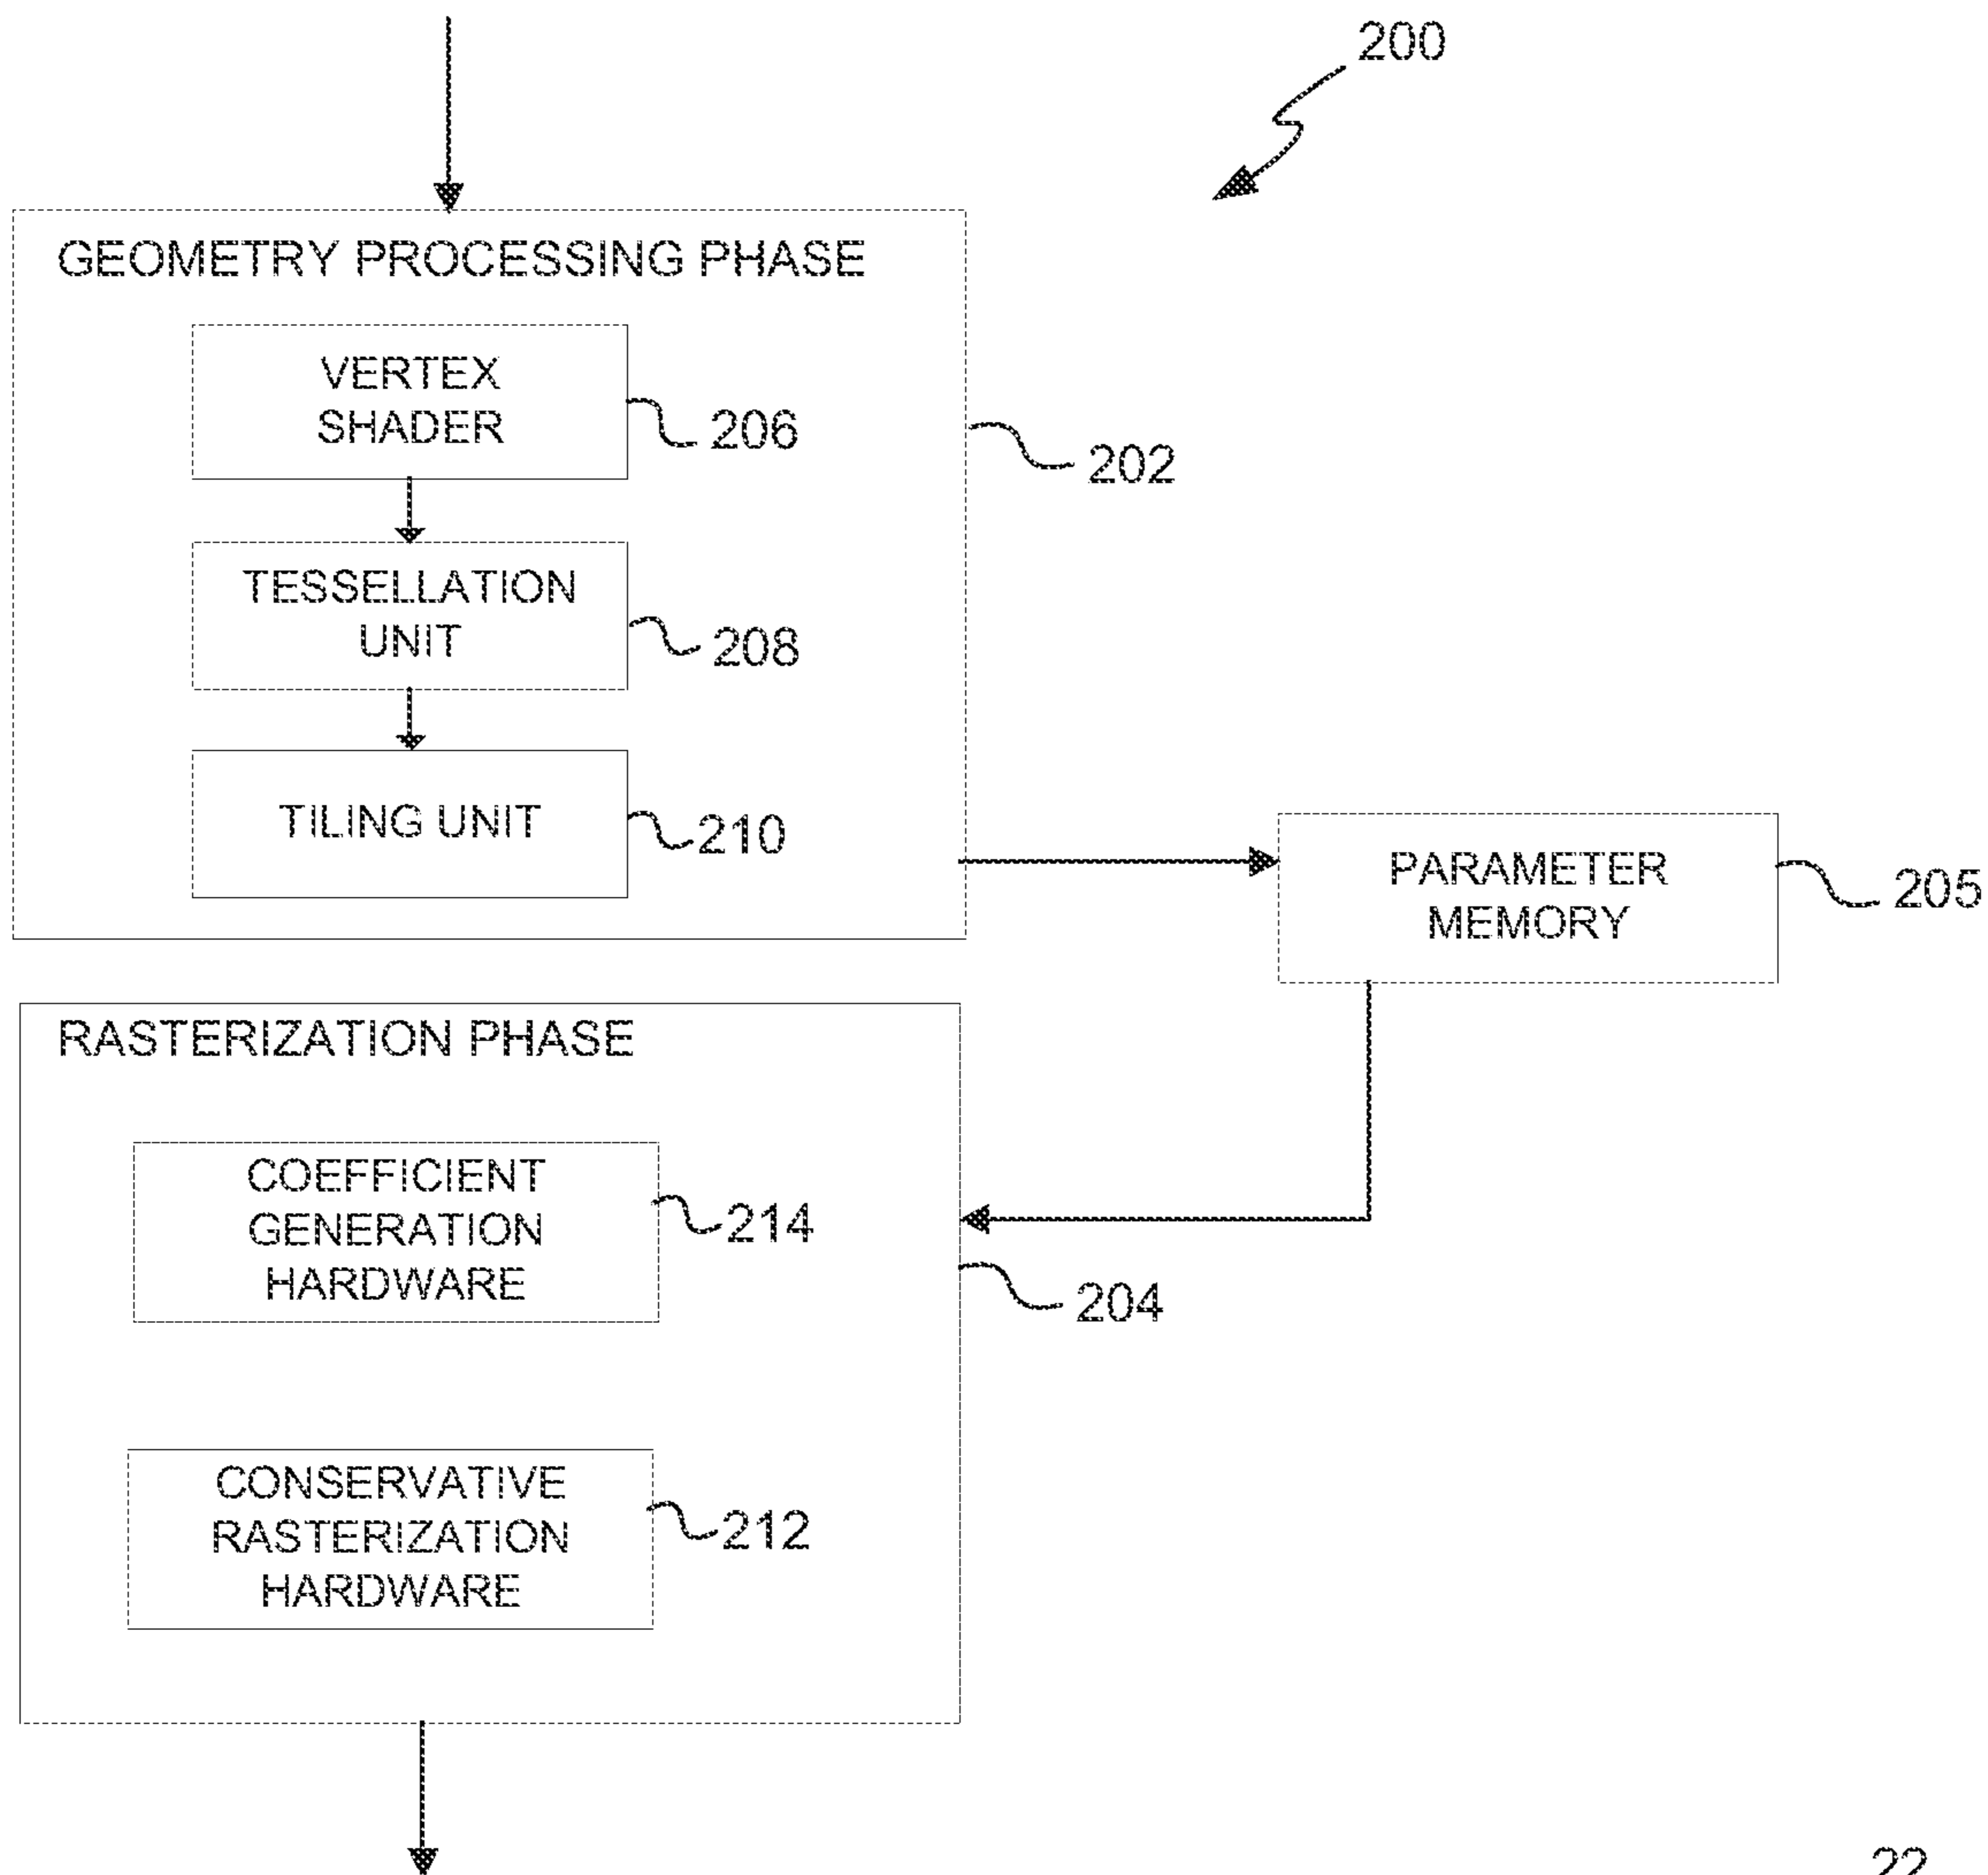 200
GEOMETRY PROCESSING PHASE
VERTEX
SHADER
206
202
TESSELLATION
UNIT
208
TILING UNIT
210
PARAMETER
MEMORY
205
RASTERIZATION PHASE
COEFFICIENT
GENERATION
HARDWARE
214
204
CONSERVATIVE
RASTERIZATION
HARDWARE
212